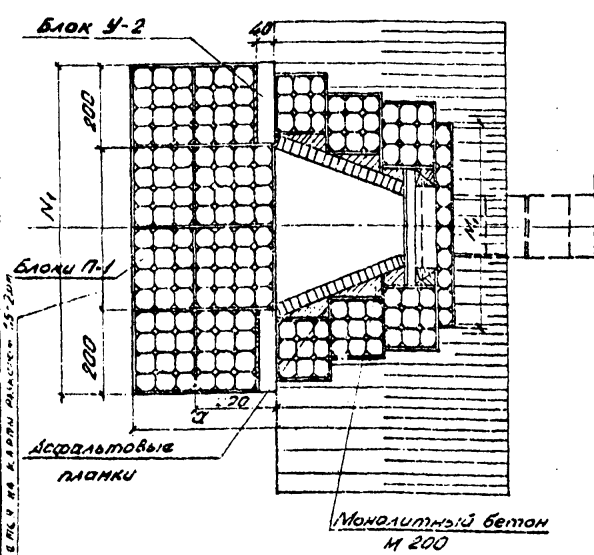 Блок У-2
40
200
N₁
N₁
Блоки П-1
200
20
a
Асфальтовые
планки
Монолитный бетон
М 200